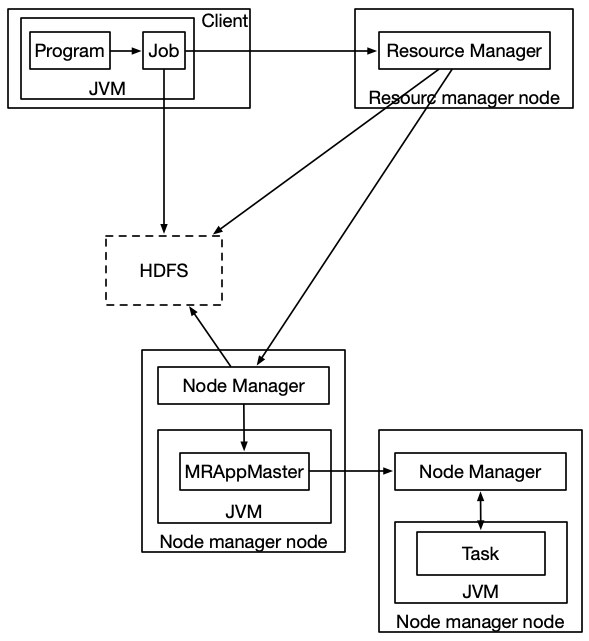 Client
Program
Job
JVM
Resource Manager
Resourc manager node
HDFS
Node Manager
MRAppMaster
JVM
Node manager node
Node Manager
Task
JVM
Node manager node